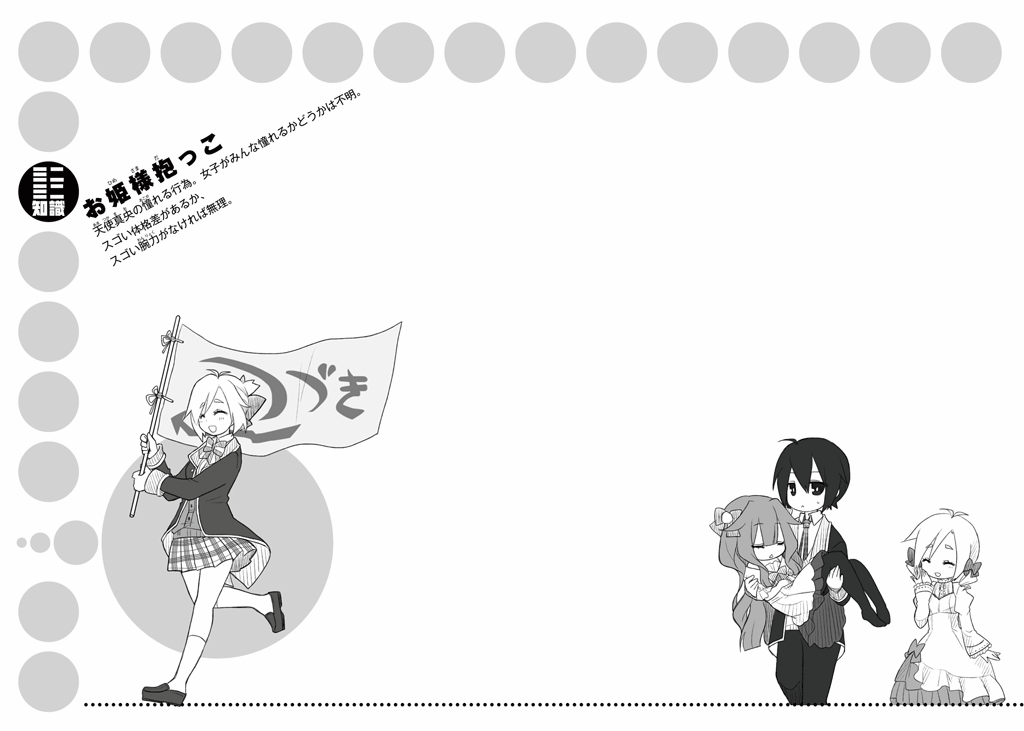 ミニ
知識
お姫様抱っこ
天使真央の憧れる行為。女子がみんな憧れるかどうかは不明。
スゴい体格差があるか、
スゴい腕力がなければ無理。
つづき